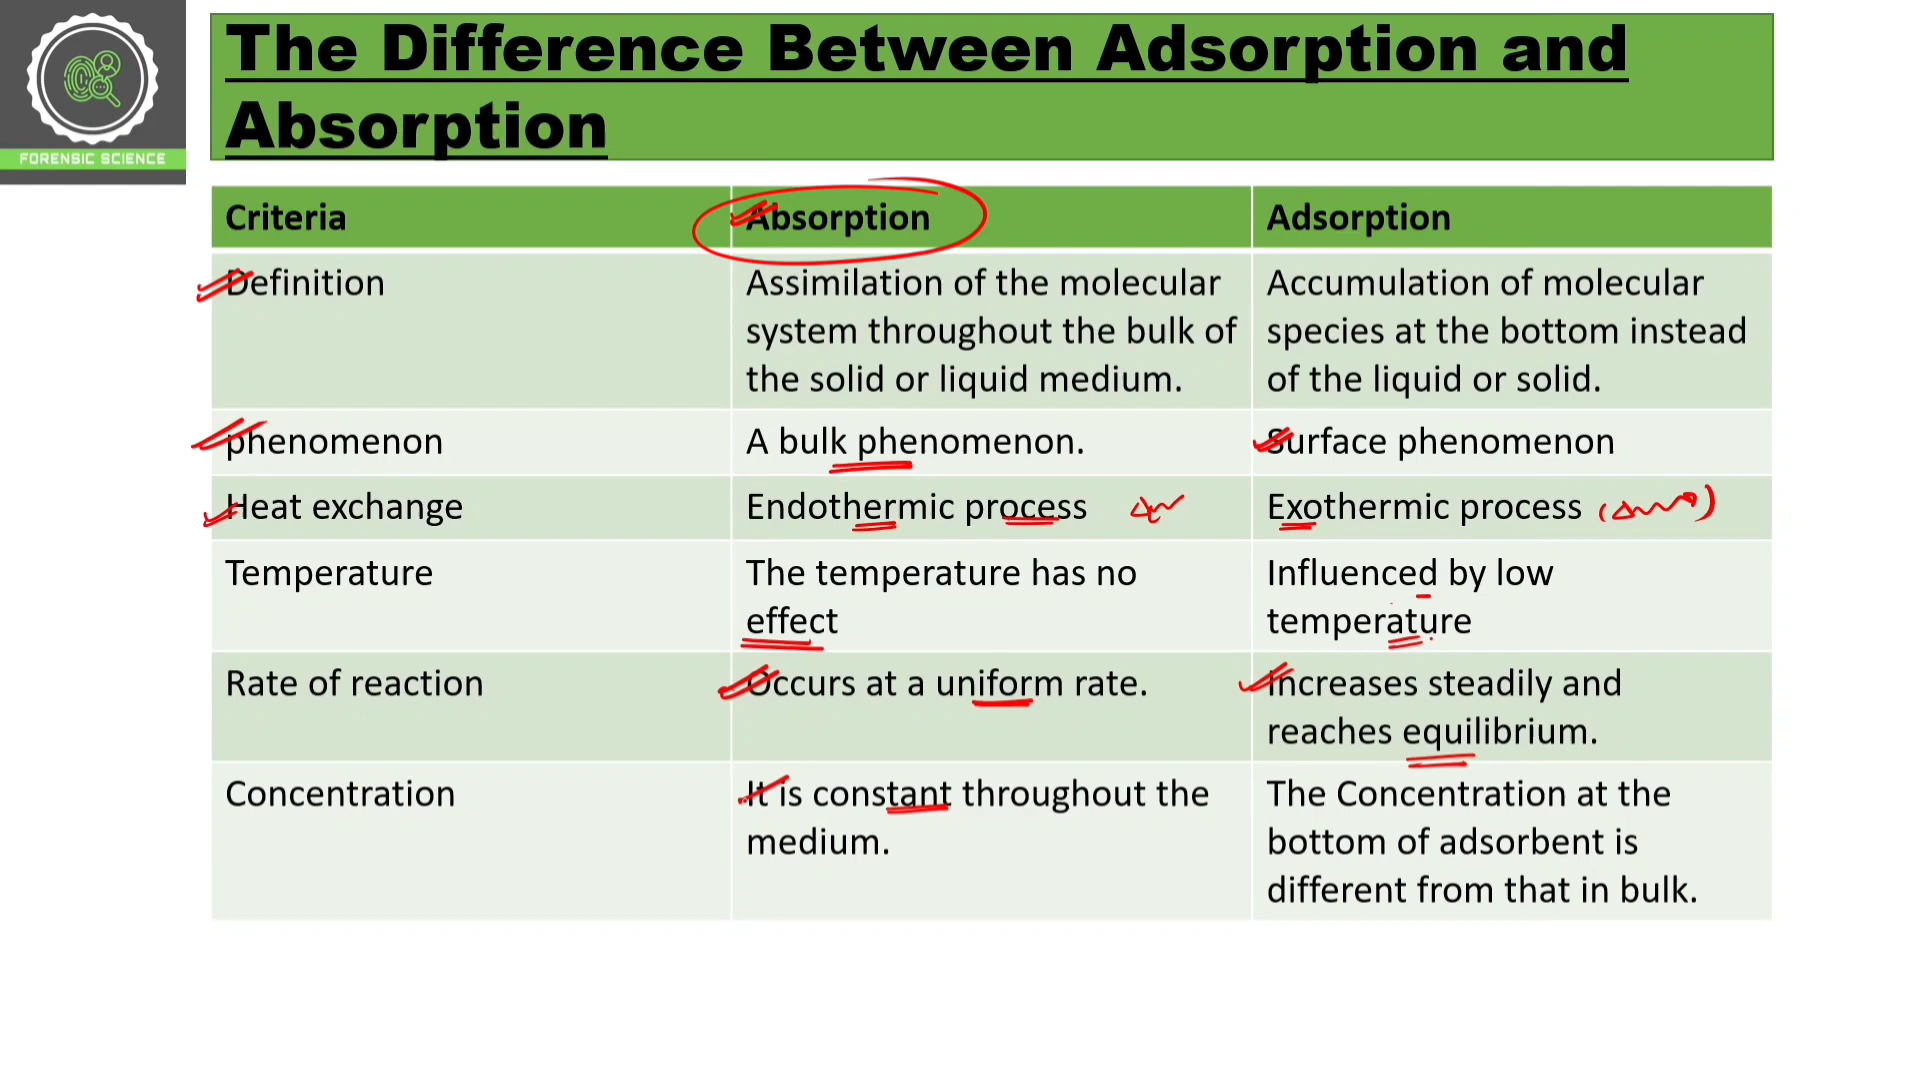 FORENSIC SCIENCE
The Difference Between Adsorption and
Absorption
Criteria
Absorption
Adsorption
Definition
Assimilation of the molecular
system throughout the bulk of
the solid or liquid medium.
Accumulation of molecular
species at the bottom instead
of the liquid or solid.
phenomenon
A bulk phenomenon.
Surface phenomenon
Heat exchange
Endothermic process
Exothermic process
Temperature
The temperature has no
effect
Influenced by low
temperature
Rate of reaction
Occurs at a uniform rate.
Increases steadily and
reaches equilibrium.
Concentration
It is constant throughout the
medium.
The Concentration at the
bottom of adsorbent is
different from that in bulk.